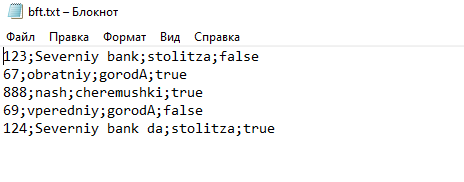 bft.txt – Блокнот
Файл Правка Формат Вид Справка
123;Severniy bank;stolitza;false
67;obratniy;gorodA;true
888;nash;cheremushki;true
69;vperedniy;gorodA;false
124;Severniy bank da;stolitza;true